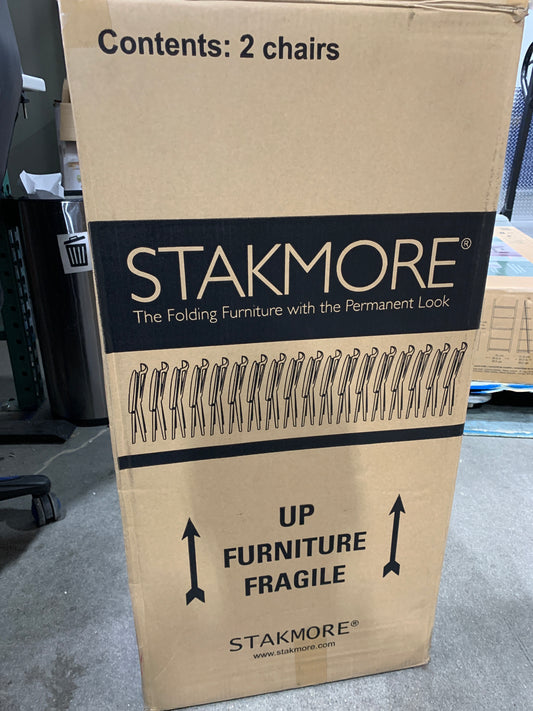 Contents: 2 chairs
STAKMORE®
The Folding Furniture with the Permanent Look
UP
FURNITURE
FRAGILE
STAKMORE®
www.stakmore.com